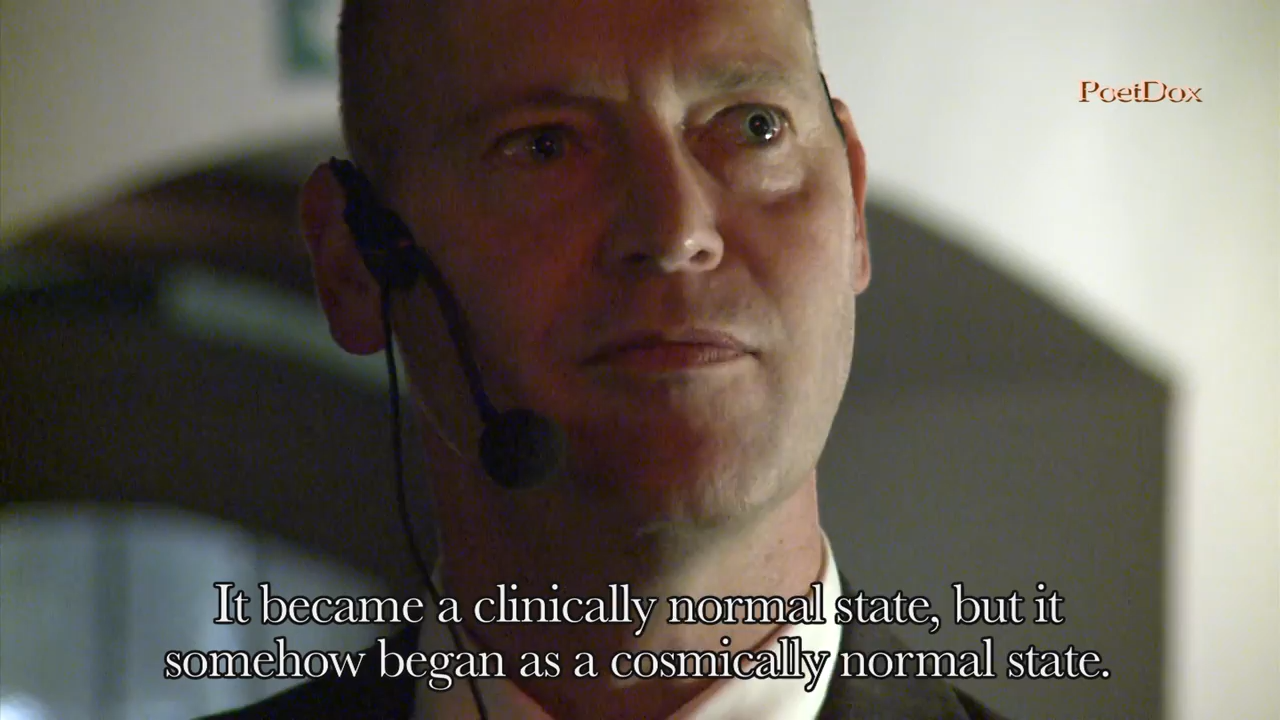 PoetDox
It became a clinically normal state, but it
somehow began as a cosmically normal state.